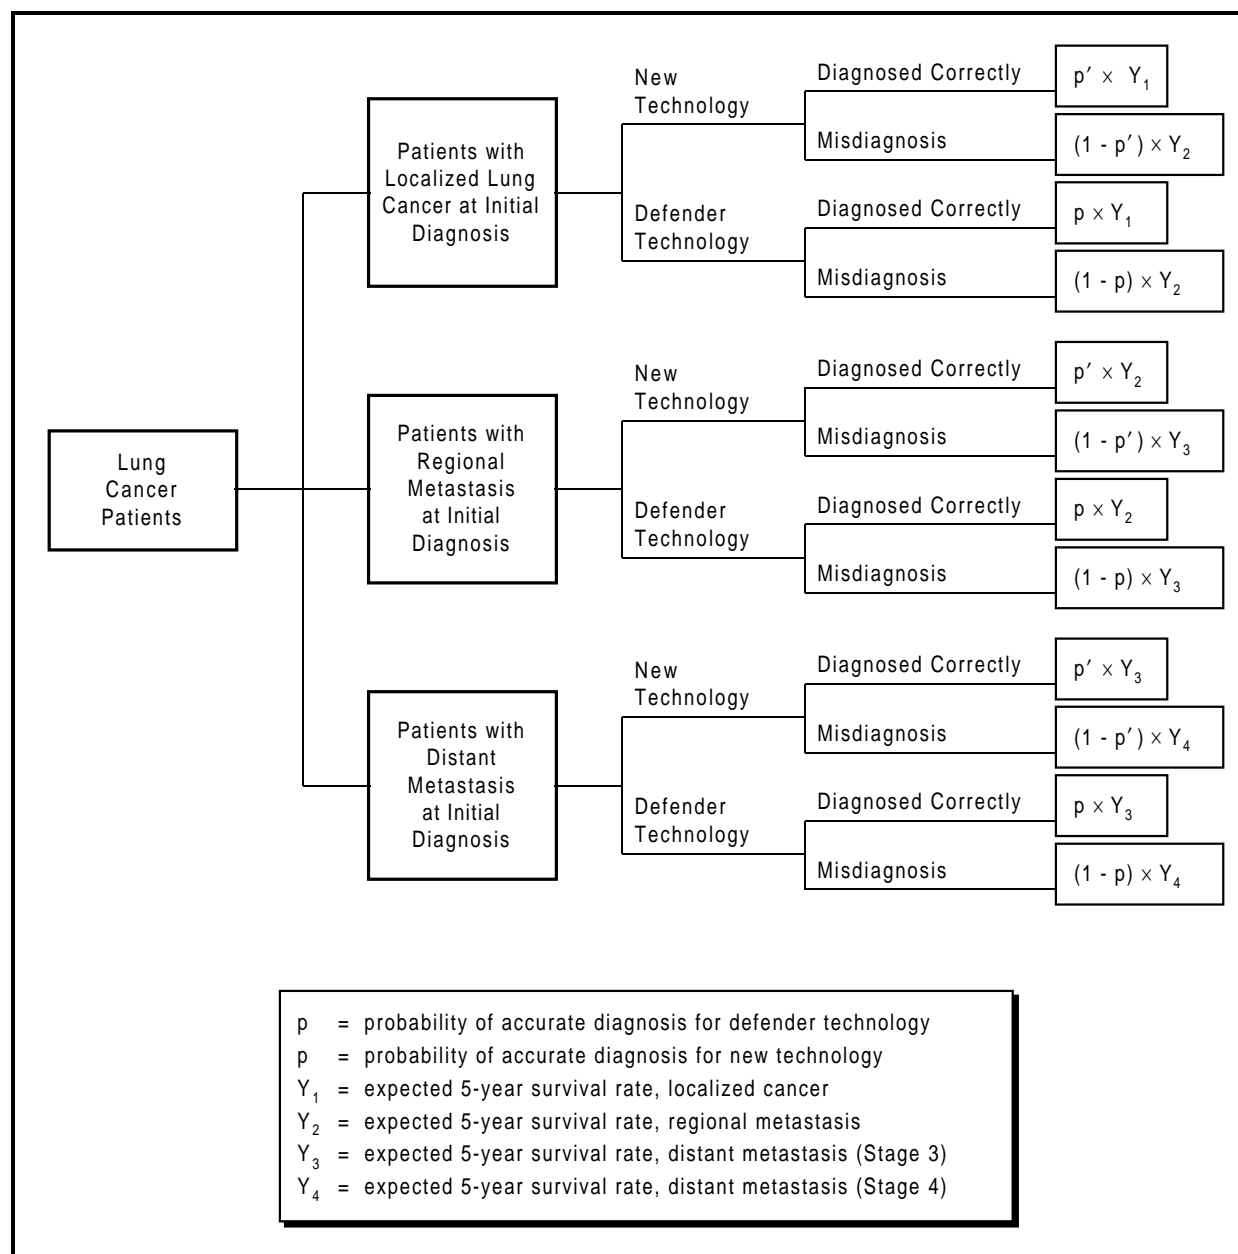 Lung
Cancer
Patients
Patients with
Localized Lung
Cancer at Initial
Diagnosis
New
Technology
Diagnosed Correctly
p′ × Y₁
Misdiagnosis
(1 - p′) × Y₂
Defender
Technology
Diagnosed Correctly
p × Y₁
Misdiagnosis
(1 - p) × Y₂
Patients with
Regional
Metastasis
at Initial
Diagnosis
New
Technology
Diagnosed Correctly
p′ × Y₂
Misdiagnosis
(1 - p′) × Y₃
Defender
Technology
Diagnosed Correctly
p × Y₂
Misdiagnosis
(1 - p) × Y₃
Patients with
Distant
Metastasis
at Initial
Diagnosis
New
Technology
Diagnosed Correctly
p′ × Y₃
Misdiagnosis
(1 - p′) × Y₄
Defender
Technology
Diagnosed Correctly
p × Y₃
Misdiagnosis
(1 - p) × Y₄
p = probability of accurate diagnosis for defender technology
p = probability of accurate diagnosis for new technology
Y₁ = expected 5-year survival rate, localized cancer
Y₂ = expected 5-year survival rate, regional metastasis
Y₃ = expected 5-year survival rate, distant metastasis (Stage 3)
Y₄ = expected 5-year survival rate, distant metastasis (Stage 4)